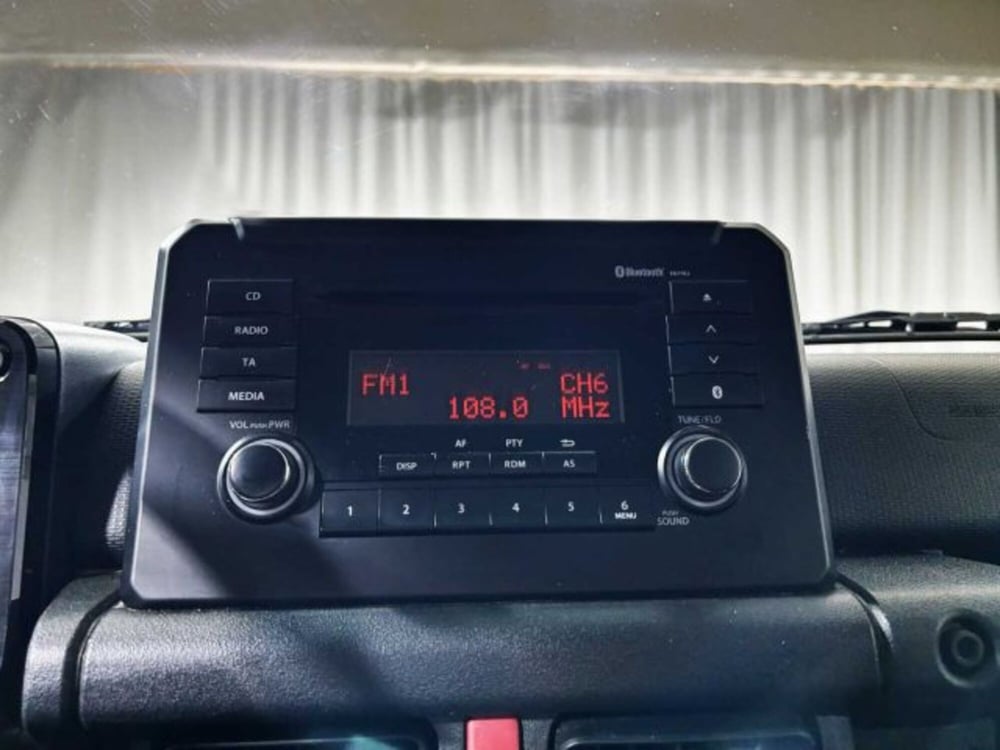 Bluetooth
CD
RADIO
TA
MEDIA
VOL PUSH PWR
FM1 CH6
108.0 MHz
TUNE/FLD
AF PTY
DISP RPT RDM AS
1 2 3 4 5 6
MENU
PUSH
SOUND